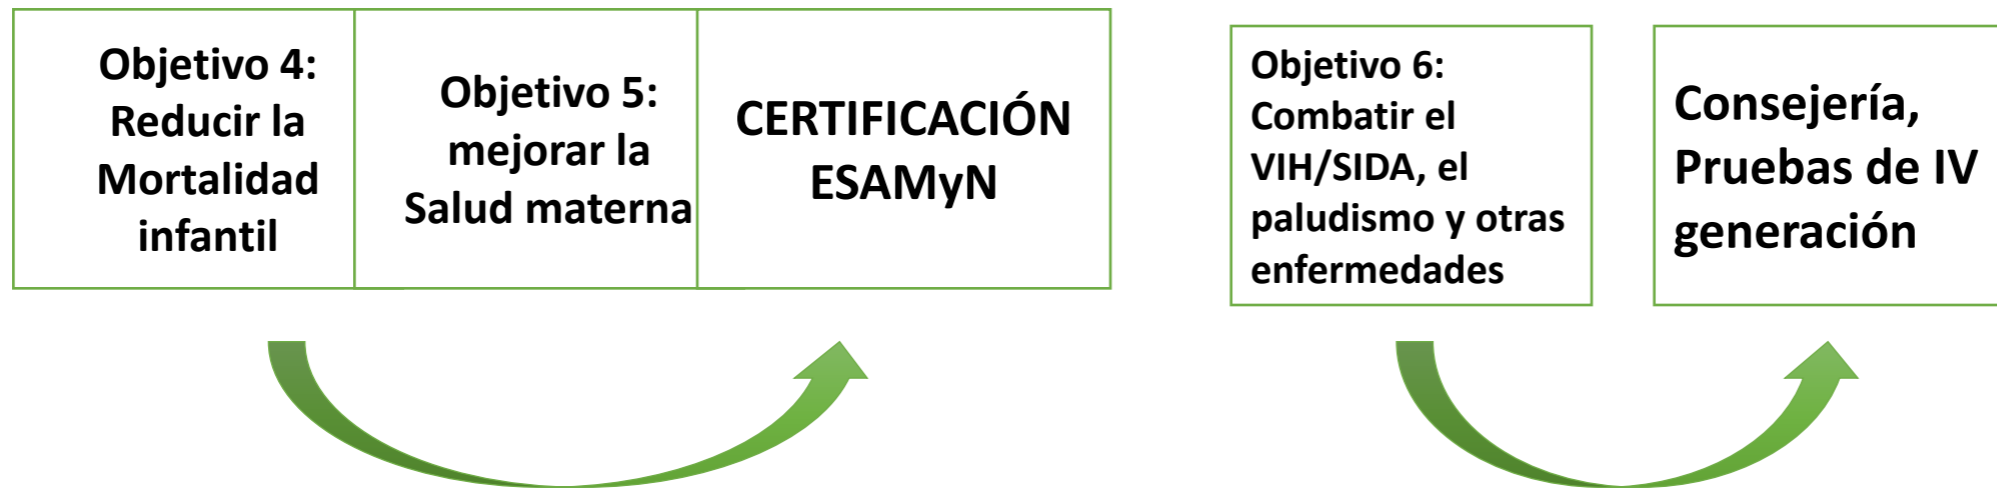 Objetivo 4:
Reducir la
Mortalidad
infantil
Objetivo 5:
mejorar la
Salud materna
CERTIFICACIÓN
ESAMyN
Objetivo 6:
Combatir el
VIH/SIDA, el
paludismo y otras
enfermedades
Consejería,
Pruebas de IV
generación